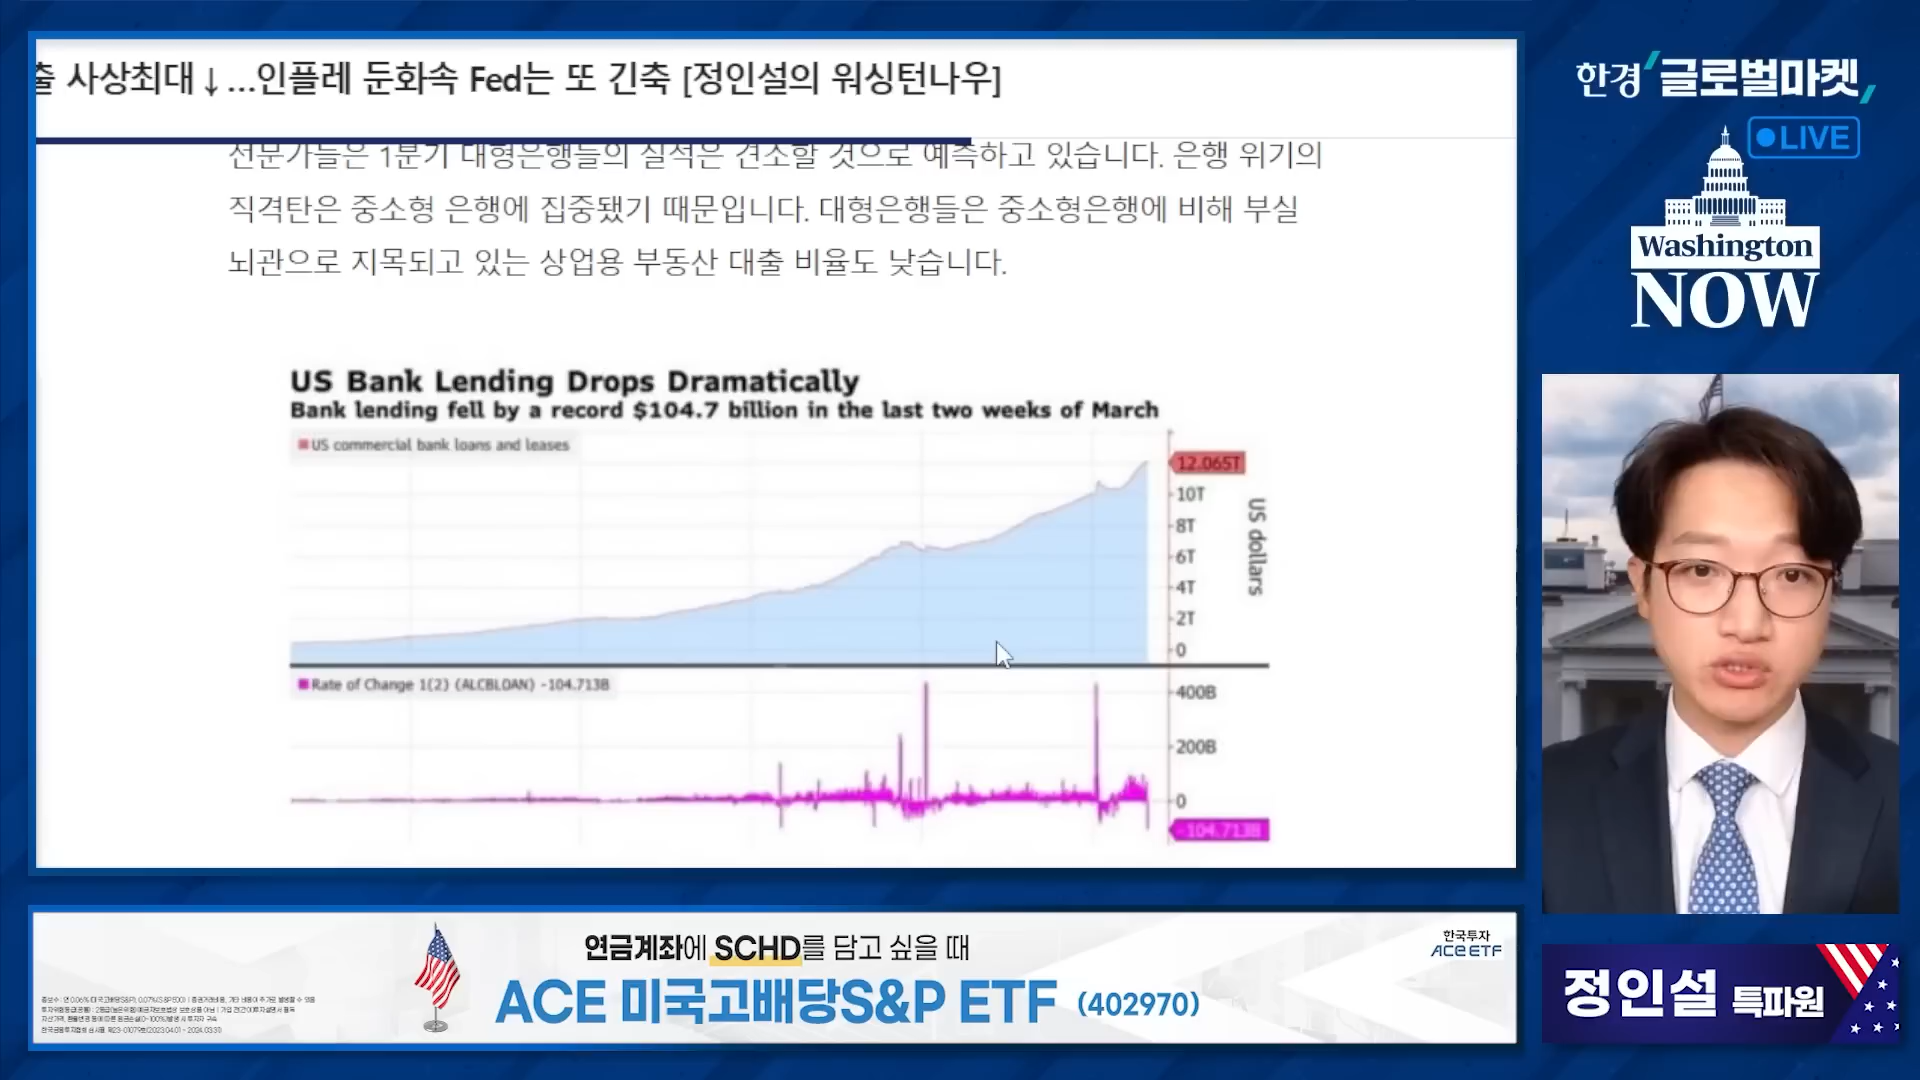 출 사상최대↓...인플레 둔화속 Fed는 또 긴축 [정인설의 워싱턴나우]
전문가들은 1분기 대형은행들의 실적은 견조할 것으로 예측하고 있습니다. 은행 위기의
직격탄은 중소형 은행에 집중됐기 때문입니다. 대형은행들은 중소형은행에 비해 부실
뇌관으로 지목되고 있는 상업용 부동산 대출 비율도 낮습니다.
US Bank Lending Drops Dramatically
Bank lending fell by a record $104.7 billion in the last two weeks of March
US commercial bank loans and leases
12.065T
10T
8T
6T
4T
2T
0
US dollars
Rate of Change 1(2) (ALCBLOAN) -104.713B
400B
200B
0
-104.713B
한경 글로벌마켓
LIVE
Washington
NOW
정인설 특파원
연금계좌에 SCHD를 담고 싶을 때
ACE 미국고배당S&P ETF (402970)
한국투자
ACE ETF